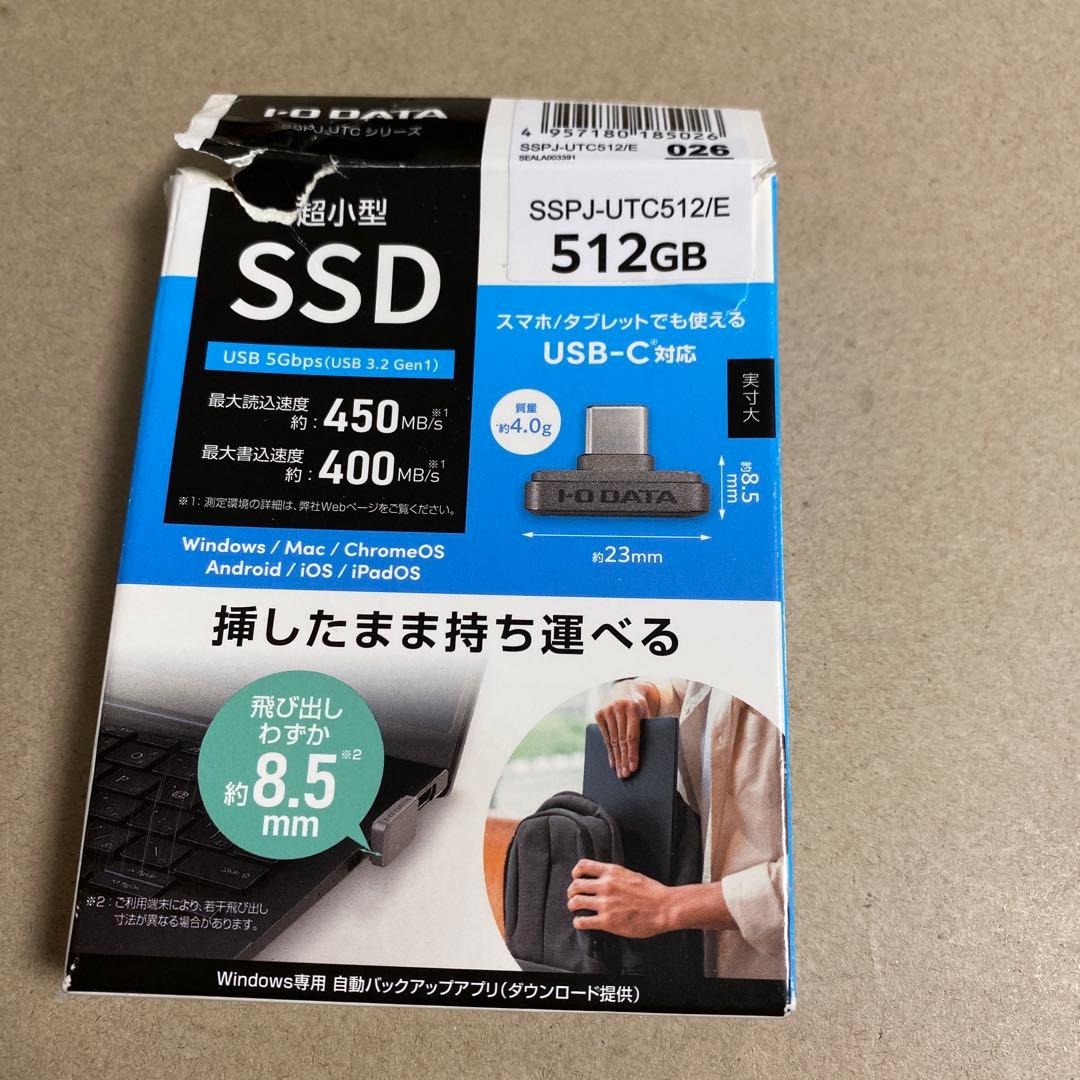 I-O DATA
SSPJ-UTC シリーズ
4 957180 185026
SSPJ-UTC512/E
026
SEALA003391
SSPJ-UTC512/E
512GB
超小型
SSD
USB 5Gbps(USB 3.2 Gen1)
最大読込速度
約: 450MB/s※1
最大書込速度
約: 400MB/s※1
※1: 測定環境の詳細は、弊社Webページをご覧ください。
Windows / Mac / ChromeOS
Android / iOS / iPadOS
スマホ/タブレットでも使える
USB-C®対応
実寸大
質量
約4.0g
I-O DATA
約8.5mm
約23mm
挿したまま持ち運べる
飛び出し
わずか
約8.5※2
mm
I-O DATA
※2: ご利用端末により、若干飛び出し
寸法が異なる場合があります。
Windows専用 自動バックアップアプリ(ダウンロード提供)